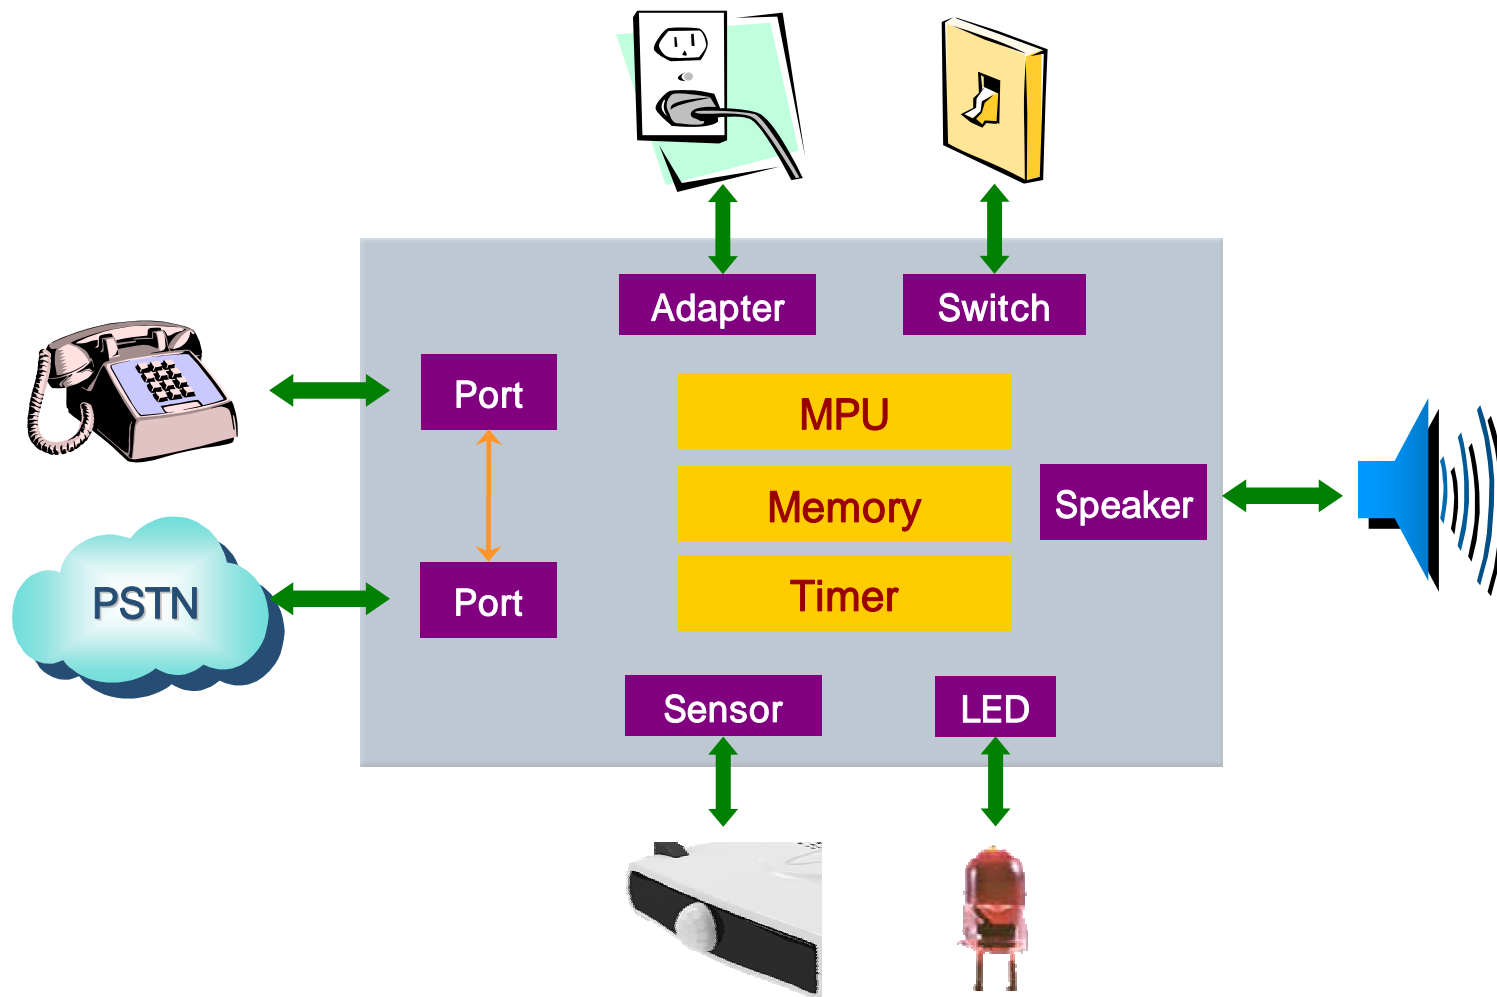 Adapter
Switch
Port
MPU
Memory
Speaker
PSTN
Port
Timer
Sensor
LED